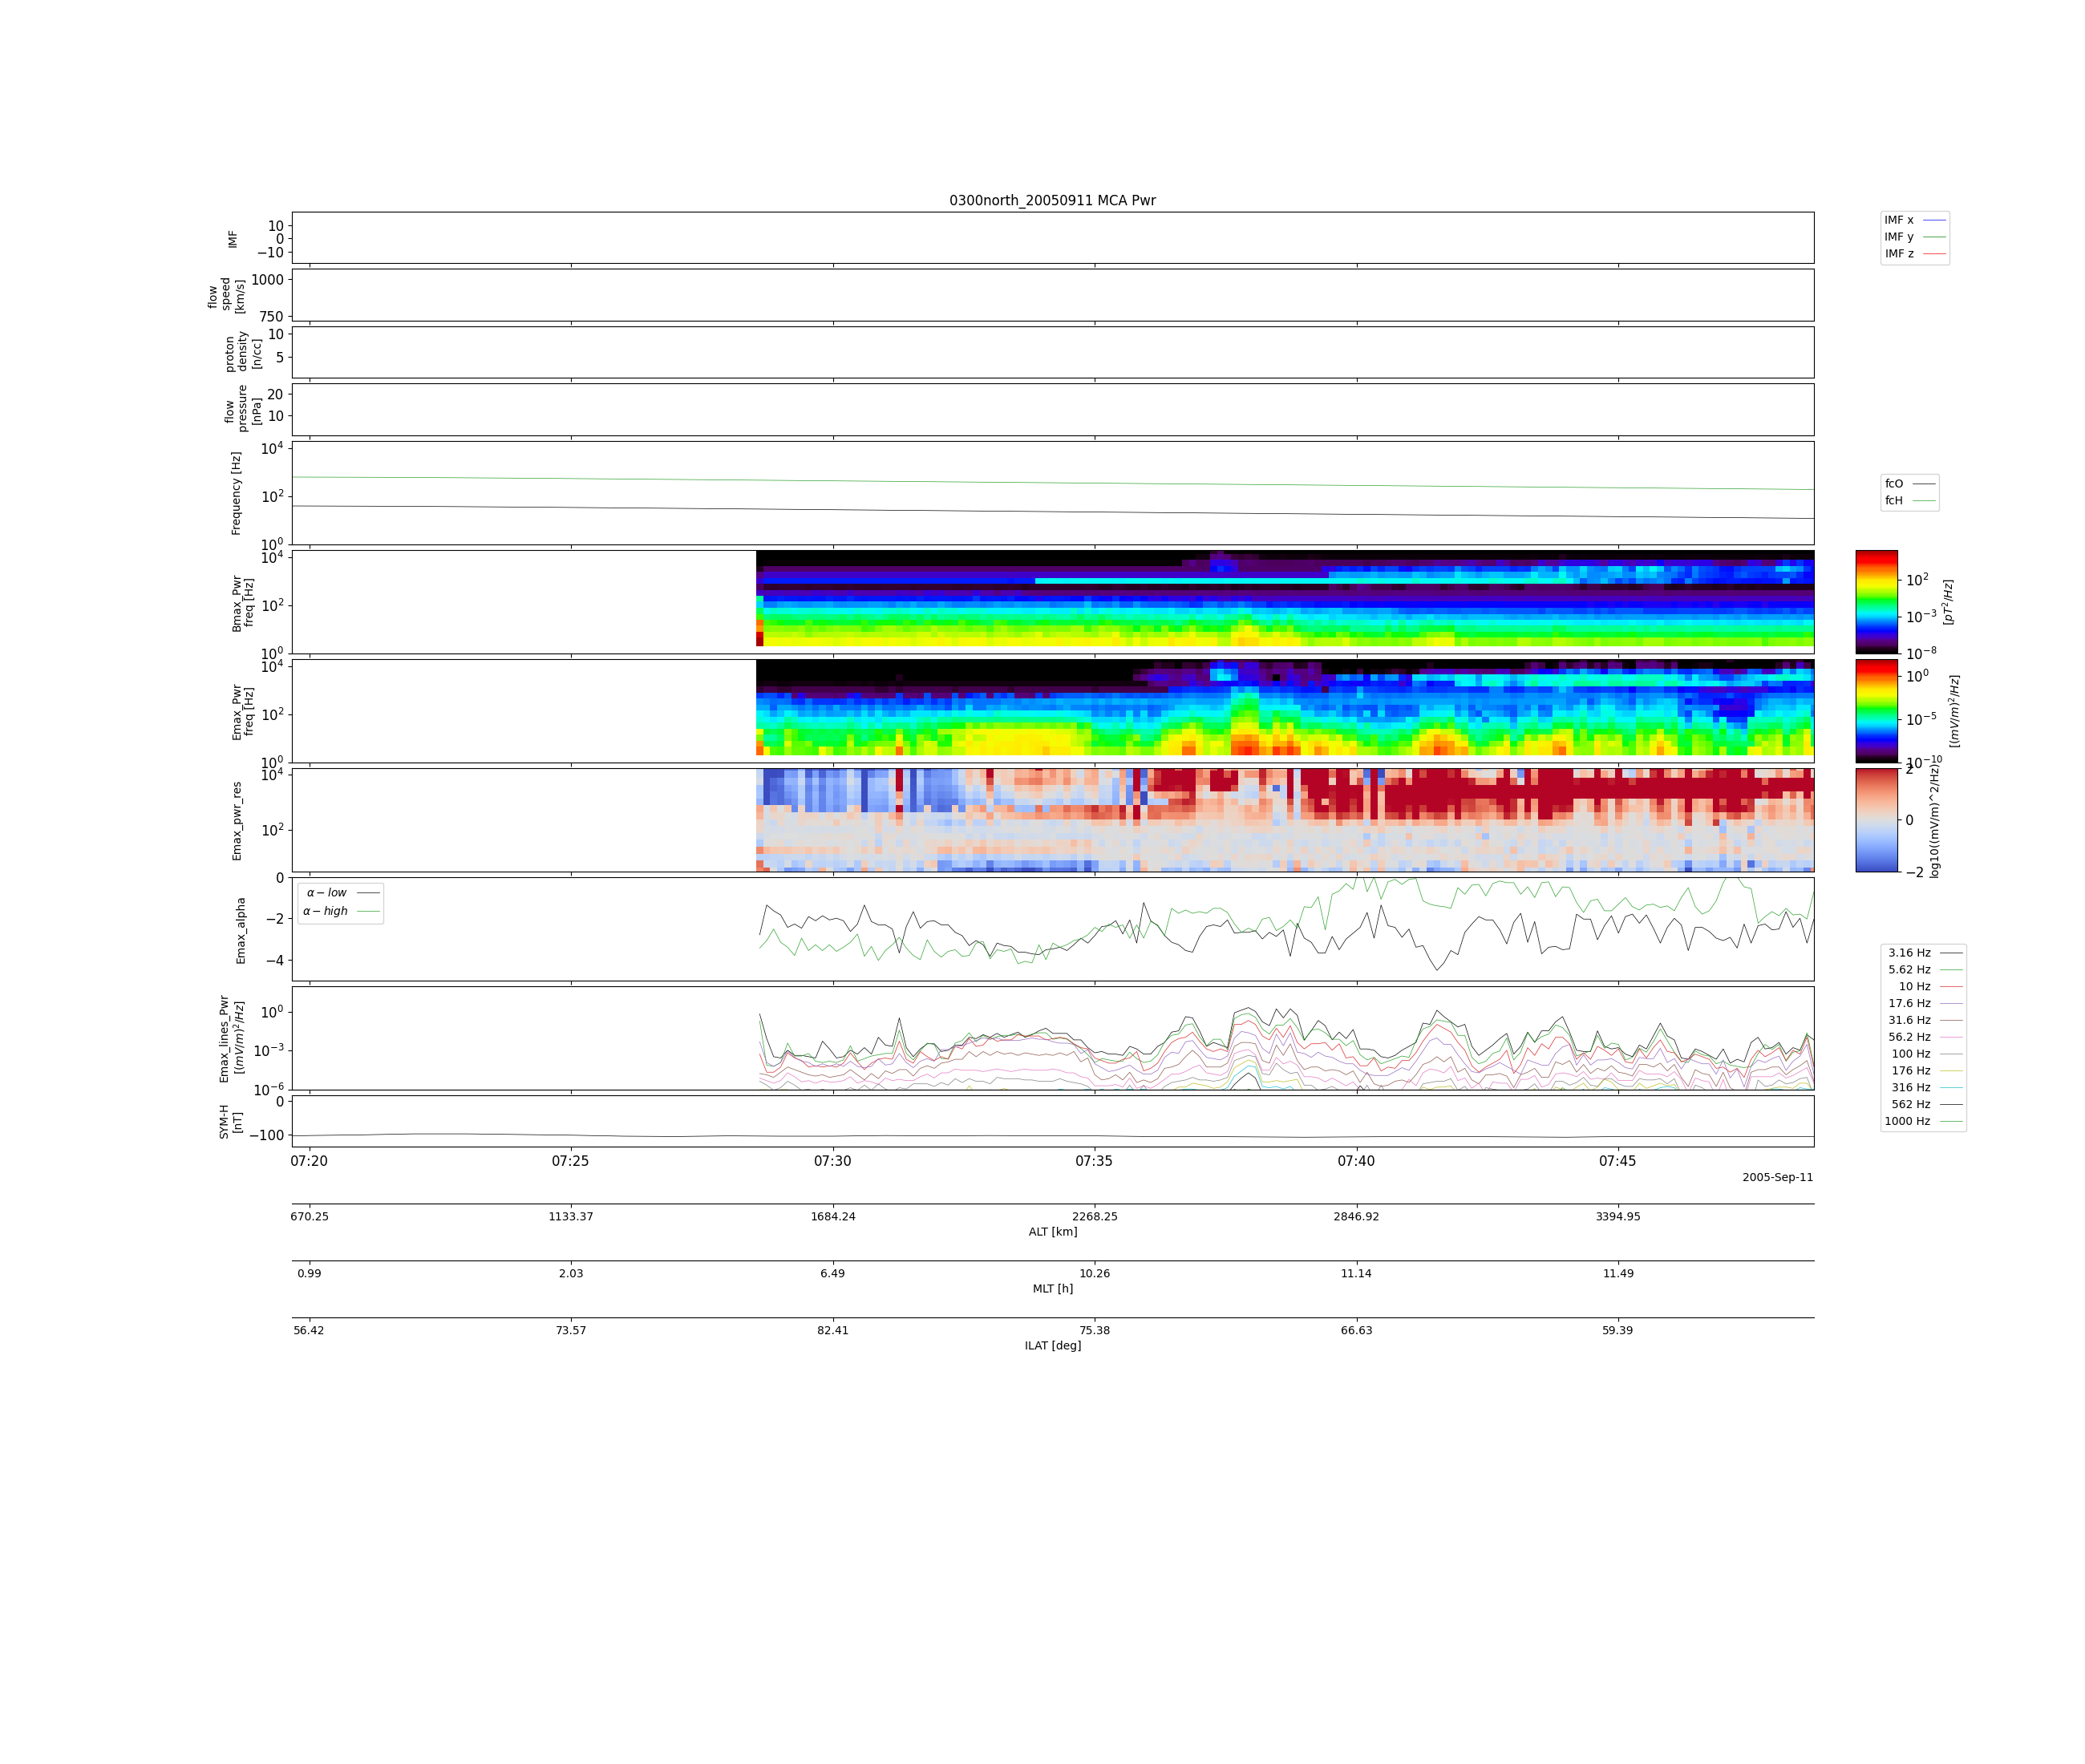 0300north_20050911 MCA Pwr
IMF
10
0
−10
IMF x
IMF y
IMF z
flow
speed
[km/s]
1000
750
proton
density
[n/cc]
10
5
flow
pressure
[nPa]
20
10
Frequency [Hz]
10^4
10^2
10^0
fcO
fcH
Bmax_Pwr
freq [Hz]
10^4
10^2
10^0
10^2
10^−3
10^−8
[pT^2/Hz]
Emax_Pwr
freq [Hz]
10^4
10^2
10^0
10^0
10^−5
10^−10
[(mV/m)^2/Hz]
Emax_pwr_res
10^4
10^2
2
0
−2
log10((mV/m)^2/Hz)
Emax_alpha
0
−2
−4
α − low
α − high
Emax_lines_Pwr
[(mV/m)^2/Hz]
10^0
10^−3
10^−6
3.16 Hz
5.62 Hz
10 Hz
17.6 Hz
31.6 Hz
56.2 Hz
100 Hz
176 Hz
316 Hz
562 Hz
1000 Hz
SYM-H
[nT]
0
−100
07:20 07:25 07:30 07:35 07:40 07:45
2005-Sep-11
670.25 1133.37 1684.24 2268.25 2846.92 3394.95
ALT [km]
0.99 2.03 6.49 10.26 11.14 11.49
MLT [h]
56.42 73.57 82.41 75.38 66.63 59.39
ILAT [deg]